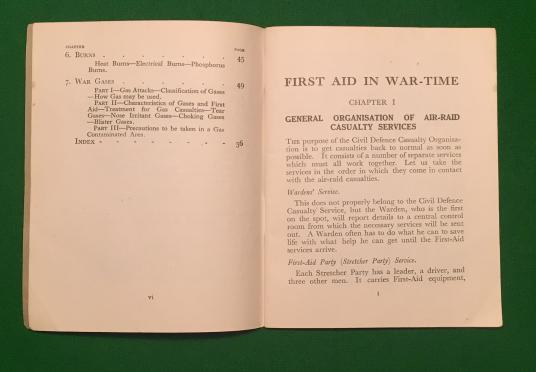 CHAPTER PAGE
6. BURNS - - - - - - - 45
Heat Burns—Electrical Burns—Phosphorus
Burns.
7. WAR GASES - - - - - - 49
PART I—Gas Attacks—Classification of Gases
—How Gas may be used.
PART II—Characteristics of Gases and First
Aid—Treatment for Gas Casualties—Tear
Gases—Nose Irritant Gases—Choking Gases
—Blister Gases.
PART III—Precautions to be taken in a Gas
Contaminated Area.
INDEX - - - - - - - 56
vi
FIRST AID IN WAR-TIME
CHAPTER I
GENERAL ORGANISATION OF AIR-RAID
CASUALTY SERVICES
THE purpose of the Civil Defence Casualty Organisa-
tion is to get casualties back to normal as soon as
possible. It consists of a number of separate services
which must all work together. Let us take the
services in the order in which they come in contact
with the air-raid casualties.
Wardens' Service.
This does not properly belong to the Civil Defence
Casualty Service, but the Warden, who is the first
on the spot, will report details to a central control
room from which the necessary services will be sent
out. A Warden often has to do what he can to save
life with what help he can get until the First-Aid
services arrive.
First-Aid Party (Stretcher Party) Service.
Each Stretcher Party has a leader, a driver, and
three other men. It carries First-Aid equipment,
1